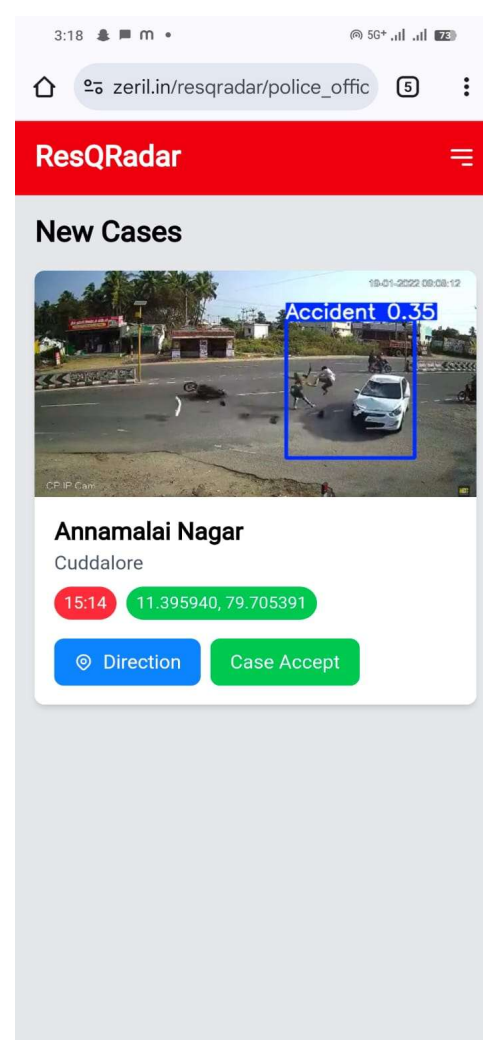 3:18 m 5G+ 73
zeril.in/resqradar/police_offic 5
ResQRadar
New Cases
19-01-2022 09:08:12
Accident 0.35
CP IP Cam
Annamalai Nagar
Cuddalore
15:14 11.395940, 79.705391
Direction Case Accept